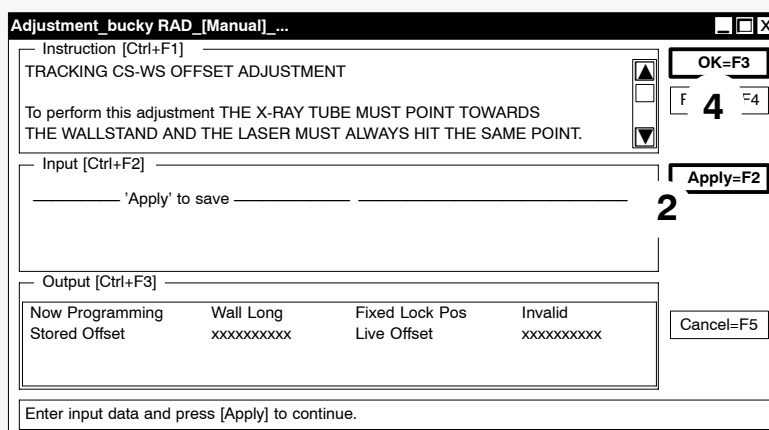 Adjustment_bucky RAD_[Manual]_...
Instruction [Ctrl+F1]
TRACKING CS-WS OFFSET ADJUSTMENT
To perform this adjustment THE X-RAY TUBE MUST POINT TOWARDS
THE WALLSTAND AND THE LASER MUST ALWAYS HIT THE SAME POINT.
OK=F3
4 =F4
Input [Ctrl+F2]
'Apply' to save
Apply=F2
2
Output [Ctrl+F3]
Now Programming Wall Long Fixed Lock Pos Invalid
Stored Offset xxxxxxxxxx Live Offset xxxxxxxxxx
Cancel=F5
Enter input data and press [Apply] to continue.